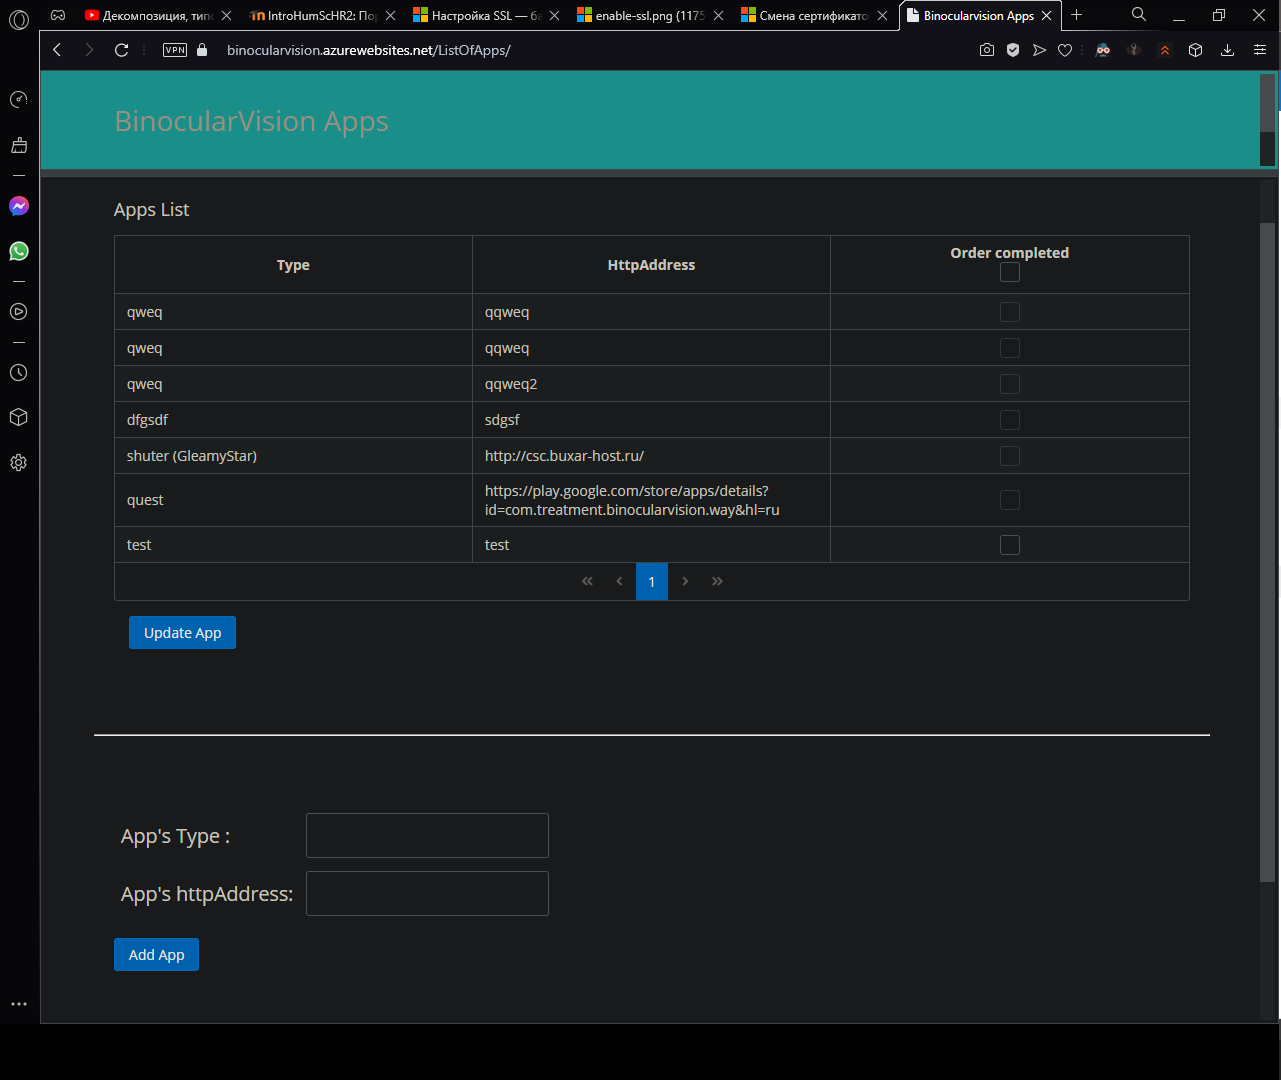 Декомпозиция, типо
IntroHumScHR2: По
Настройка SSL — ба
enable-ssl.png (1175
Смена сертификато
Binocularvision Apps
VPN
binocularvision.azurewebsites.net/ListOfApps/
BinocularVision Apps
Apps List
Type HttpAddress Order completed
qweq qqweq
qweq qqweq
qweq qqweq2
dfgsdf sdgsf
shuter (GleamyStar) http://csc.buxar-host.ru/
quest https://play.google.com/store/apps/details?
id=com.treatment.binocularvision.way&hl=ru
test test
« ‹ 1 › »
Update App
App's Type :
App's httpAddress:
Add App